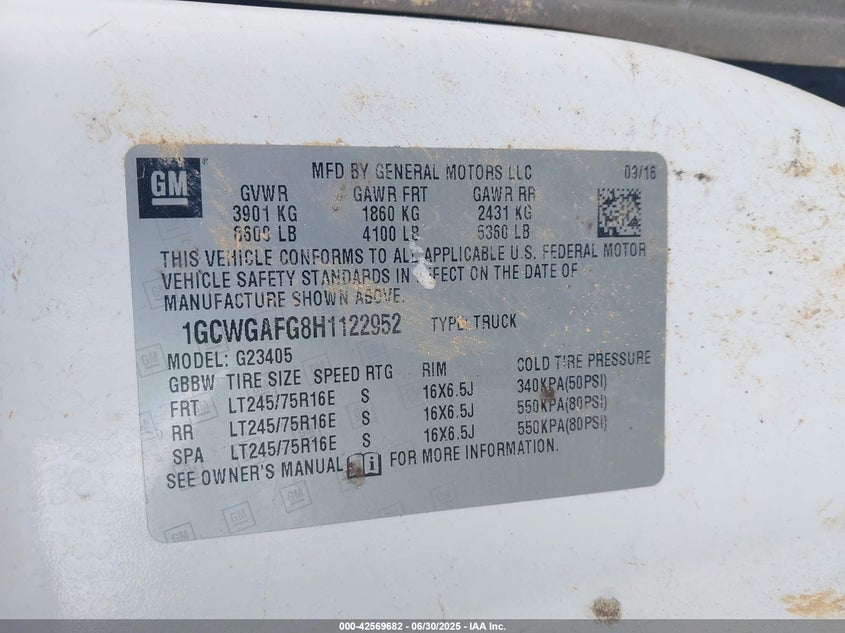 GM
MFD BY GENERAL MOTORS LLC 03/16
GVWR GAWR FRT GAWR RR
3901 KG 1860 KG 2431 KG
8600 LB 4100 LB 5360 LB
THIS VEHICLE CONFORMS TO ALL APPLICABLE U.S. FEDERAL MOTOR
VEHICLE SAFETY STANDARDS IN EFFECT ON THE DATE OF
MANUFACTURE SHOWN ABOVE.
1GCWGAFG8H1122952 TYPE: TRUCK
MODEL: G23405
GBBW TIRE SIZE SPEED RTG RIM COLD TIRE PRESSURE
FRT LT245/75R16E S 16X6.5J 340KPA(50PSI)
RR LT245/75R16E S 16X6.5J 550KPA(80PSI)
SPA LT245/75R16E S 16X6.5J 550KPA(80PSI)
SEE OWNER'S MANUAL i FOR MORE INFORMATION.
000-42569682 - 06/30/2025 - IAA Inc.